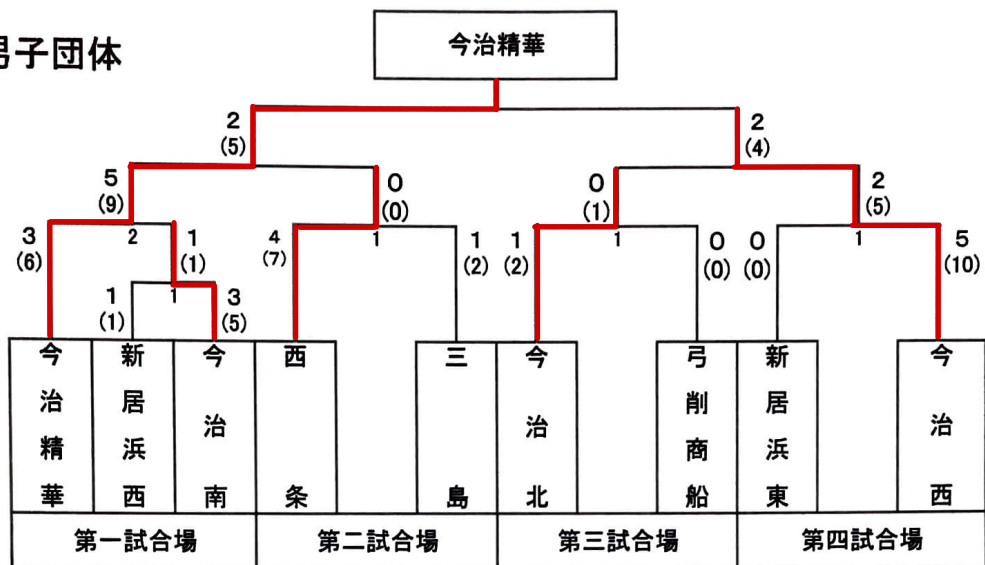 男子団体
今治精華
2
(5)
2
(4)
5
(9)
0
(0)
0
(1)
2
(5)
3
(6)
2
1
(1)
4
(7)
1
1
(2)
1
(2)
1
0
(0)
0
(0)
1
5
(10)
1
(1)
1
3
(5)
今治精華
新居浜西
今治南
西条
三島
今治北
弓削商船
新居浜東
今治西
第一試合場
第二試合場
第三試合場
第四試合場